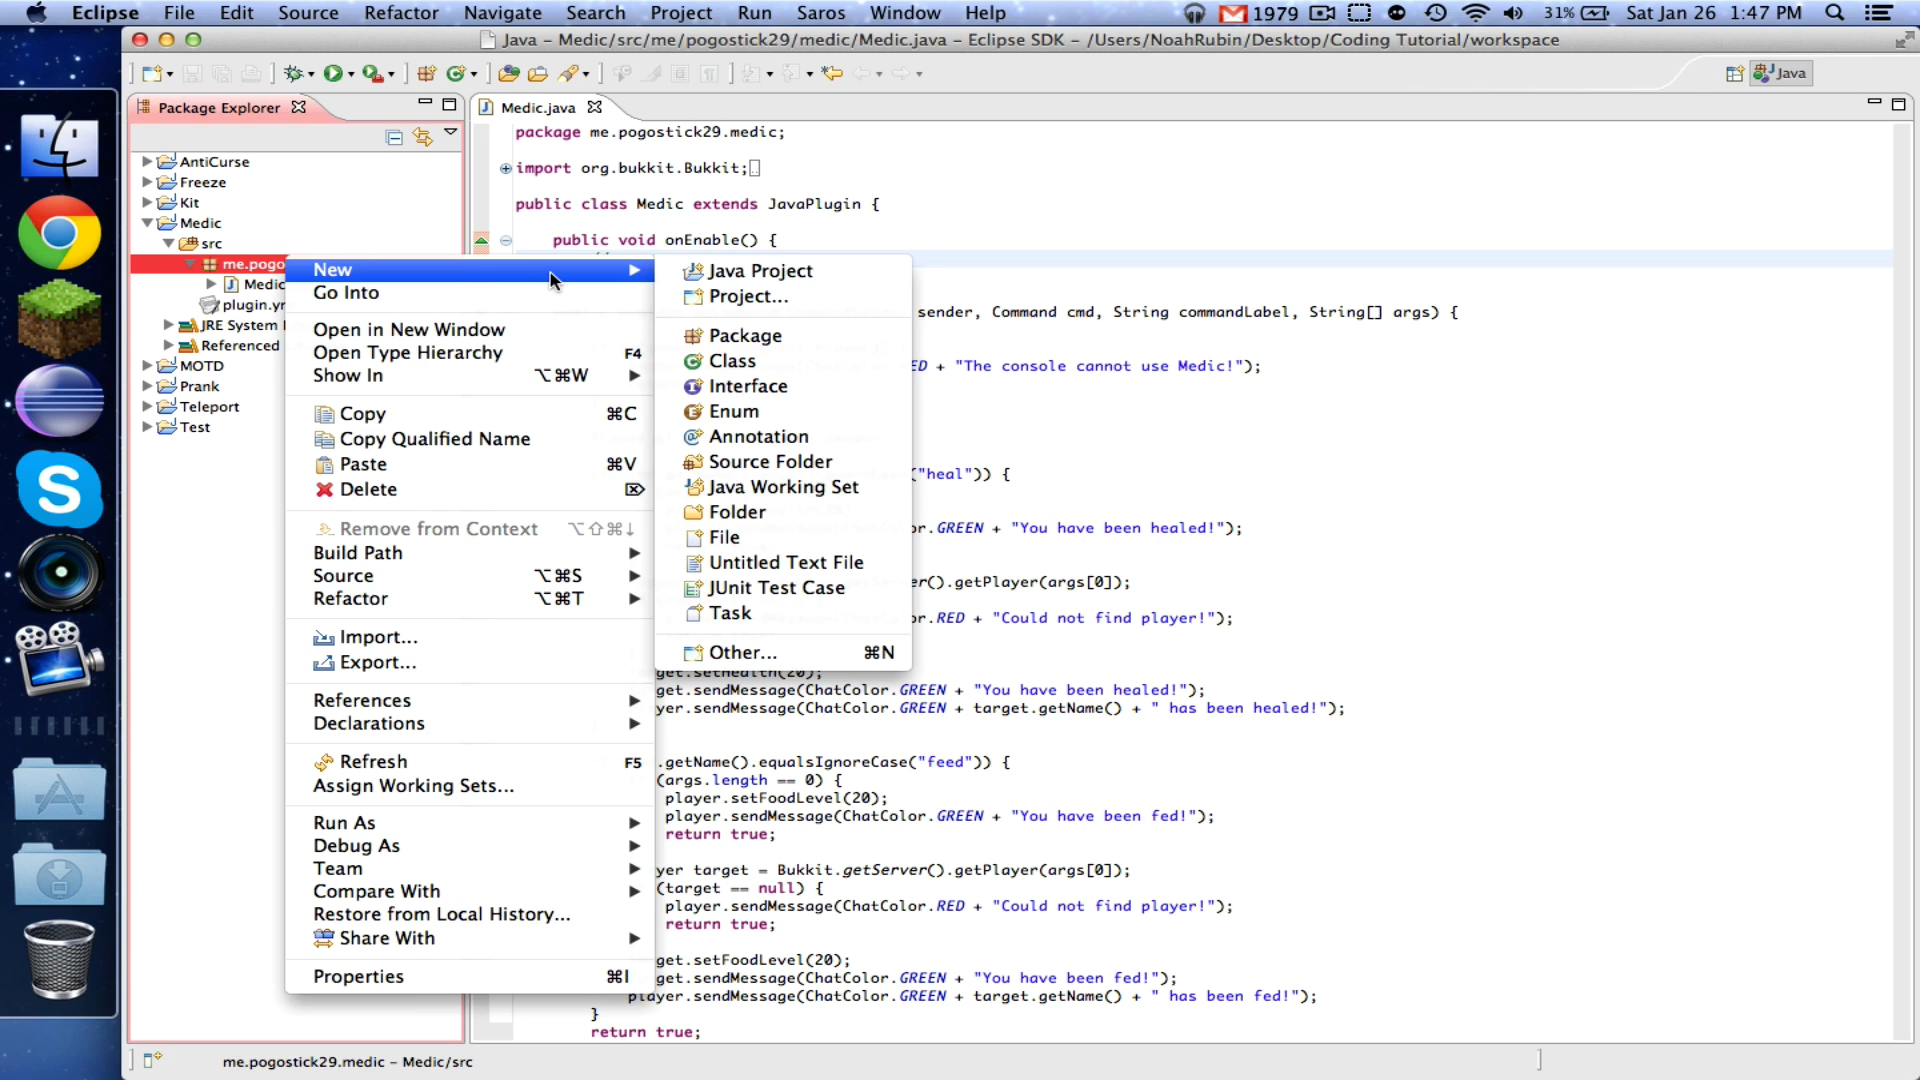 Eclipse File Edit Source Refactor Navigate Search Project Run Saros Window Help 1979 31% Sat Jan 26 1:47 PM
Java – Medic/src/me/pogostick29/medic/Medic.java – Eclipse SDK – /Users/NoahRubin/Desktop/Coding Tutorial/workspace
Java
Package Explorer
AntiCurse
Freeze
Kit
Medic
src
me.pogo
Medic
plugin.y
JRE System
Referenced
MOTD
Prank
Teleport
Test
New
Go Into
Open in New Window
Open Type Hierarchy F4
Show In ⌥⌘W
Copy ⌘C
Copy Qualified Name
Paste ⌘V
Delete ⌦
Remove from Context ⌥⇧⌘↓
Build Path
Source ⌥⌘S
Refactor ⌥⌘T
Import...
Export...
References
Declarations
Refresh F5
Assign Working Sets...
Run As
Debug As
Team
Compare With
Restore from Local History...
Share With
Properties ⌘I
Java Project
Project...
Package
Class
Interface
Enum
Annotation
Source Folder
Java Working Set
Folder
File
Untitled Text File
JUnit Test Case
Task
Other... ⌘N
Medic.java
package me.pogostick29.medic;
import org.bukkit.Bukkit;
public class Medic extends JavaPlugin {
public void onEnable() {
sender, Command cmd, String commandLabel, String[] args) {
ED + "The console cannot use Medic!");
("heal")) {
or.GREEN + "You have been healed!");
er().getPlayer(args[0]);
or.RED + "Could not find player!");
get.setHealth(20);
get.sendMessage(ChatColor.GREEN + "You have been healed!");
yer.sendMessage(ChatColor.GREEN + target.getName() + " has been healed!");
.getName().equalsIgnoreCase("feed")) {
(args.length == 0) {
player.setFoodLevel(20);
player.sendMessage(ChatColor.GREEN + "You have been fed!");
return true;
yer target = Bukkit.getServer().getPlayer(args[0]);
(target == null) {
player.sendMessage(ChatColor.RED + "Could not find player!");
return true;
get.setFoodLevel(20);
get.sendMessage(ChatColor.GREEN + "You have been fed!");
player.sendMessage(ChatColor.GREEN + target.getName() + " has been fed!");
}
return true;
me.pogostick29.medic – Medic/src